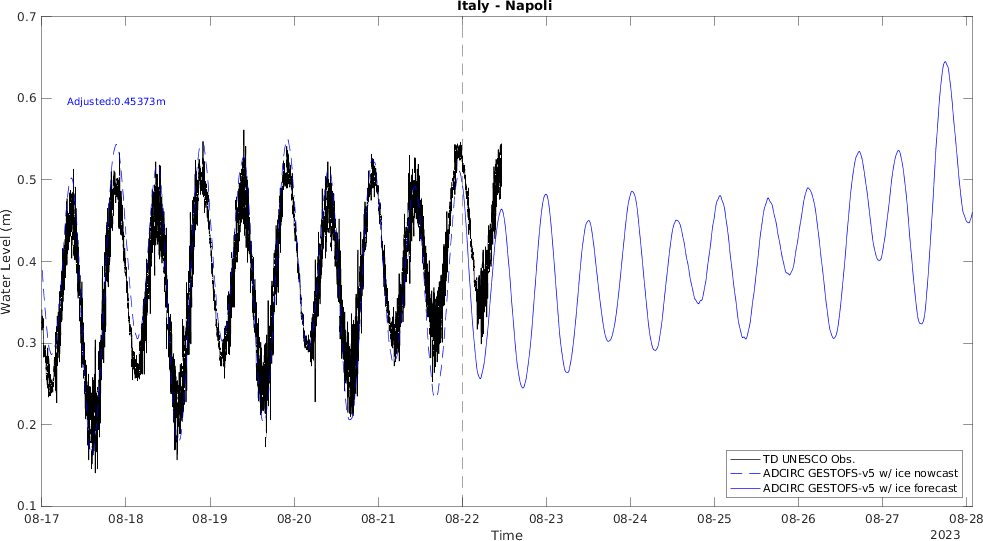 Italy - Napoli
0.7
0.6
0.5
0.4
0.3
0.2
0.1
Water Level (m)
Adjusted:0.45373m
TD UNESCO Obs.
ADCIRC GESTOFS-v5 w/ ice nowcast
ADCIRC GESTOFS-v5 w/ ice forecast
08-17 08-18 08-19 08-20 08-21 08-22 08-23 08-24 08-25 08-26 08-27 08-28
Time
2023